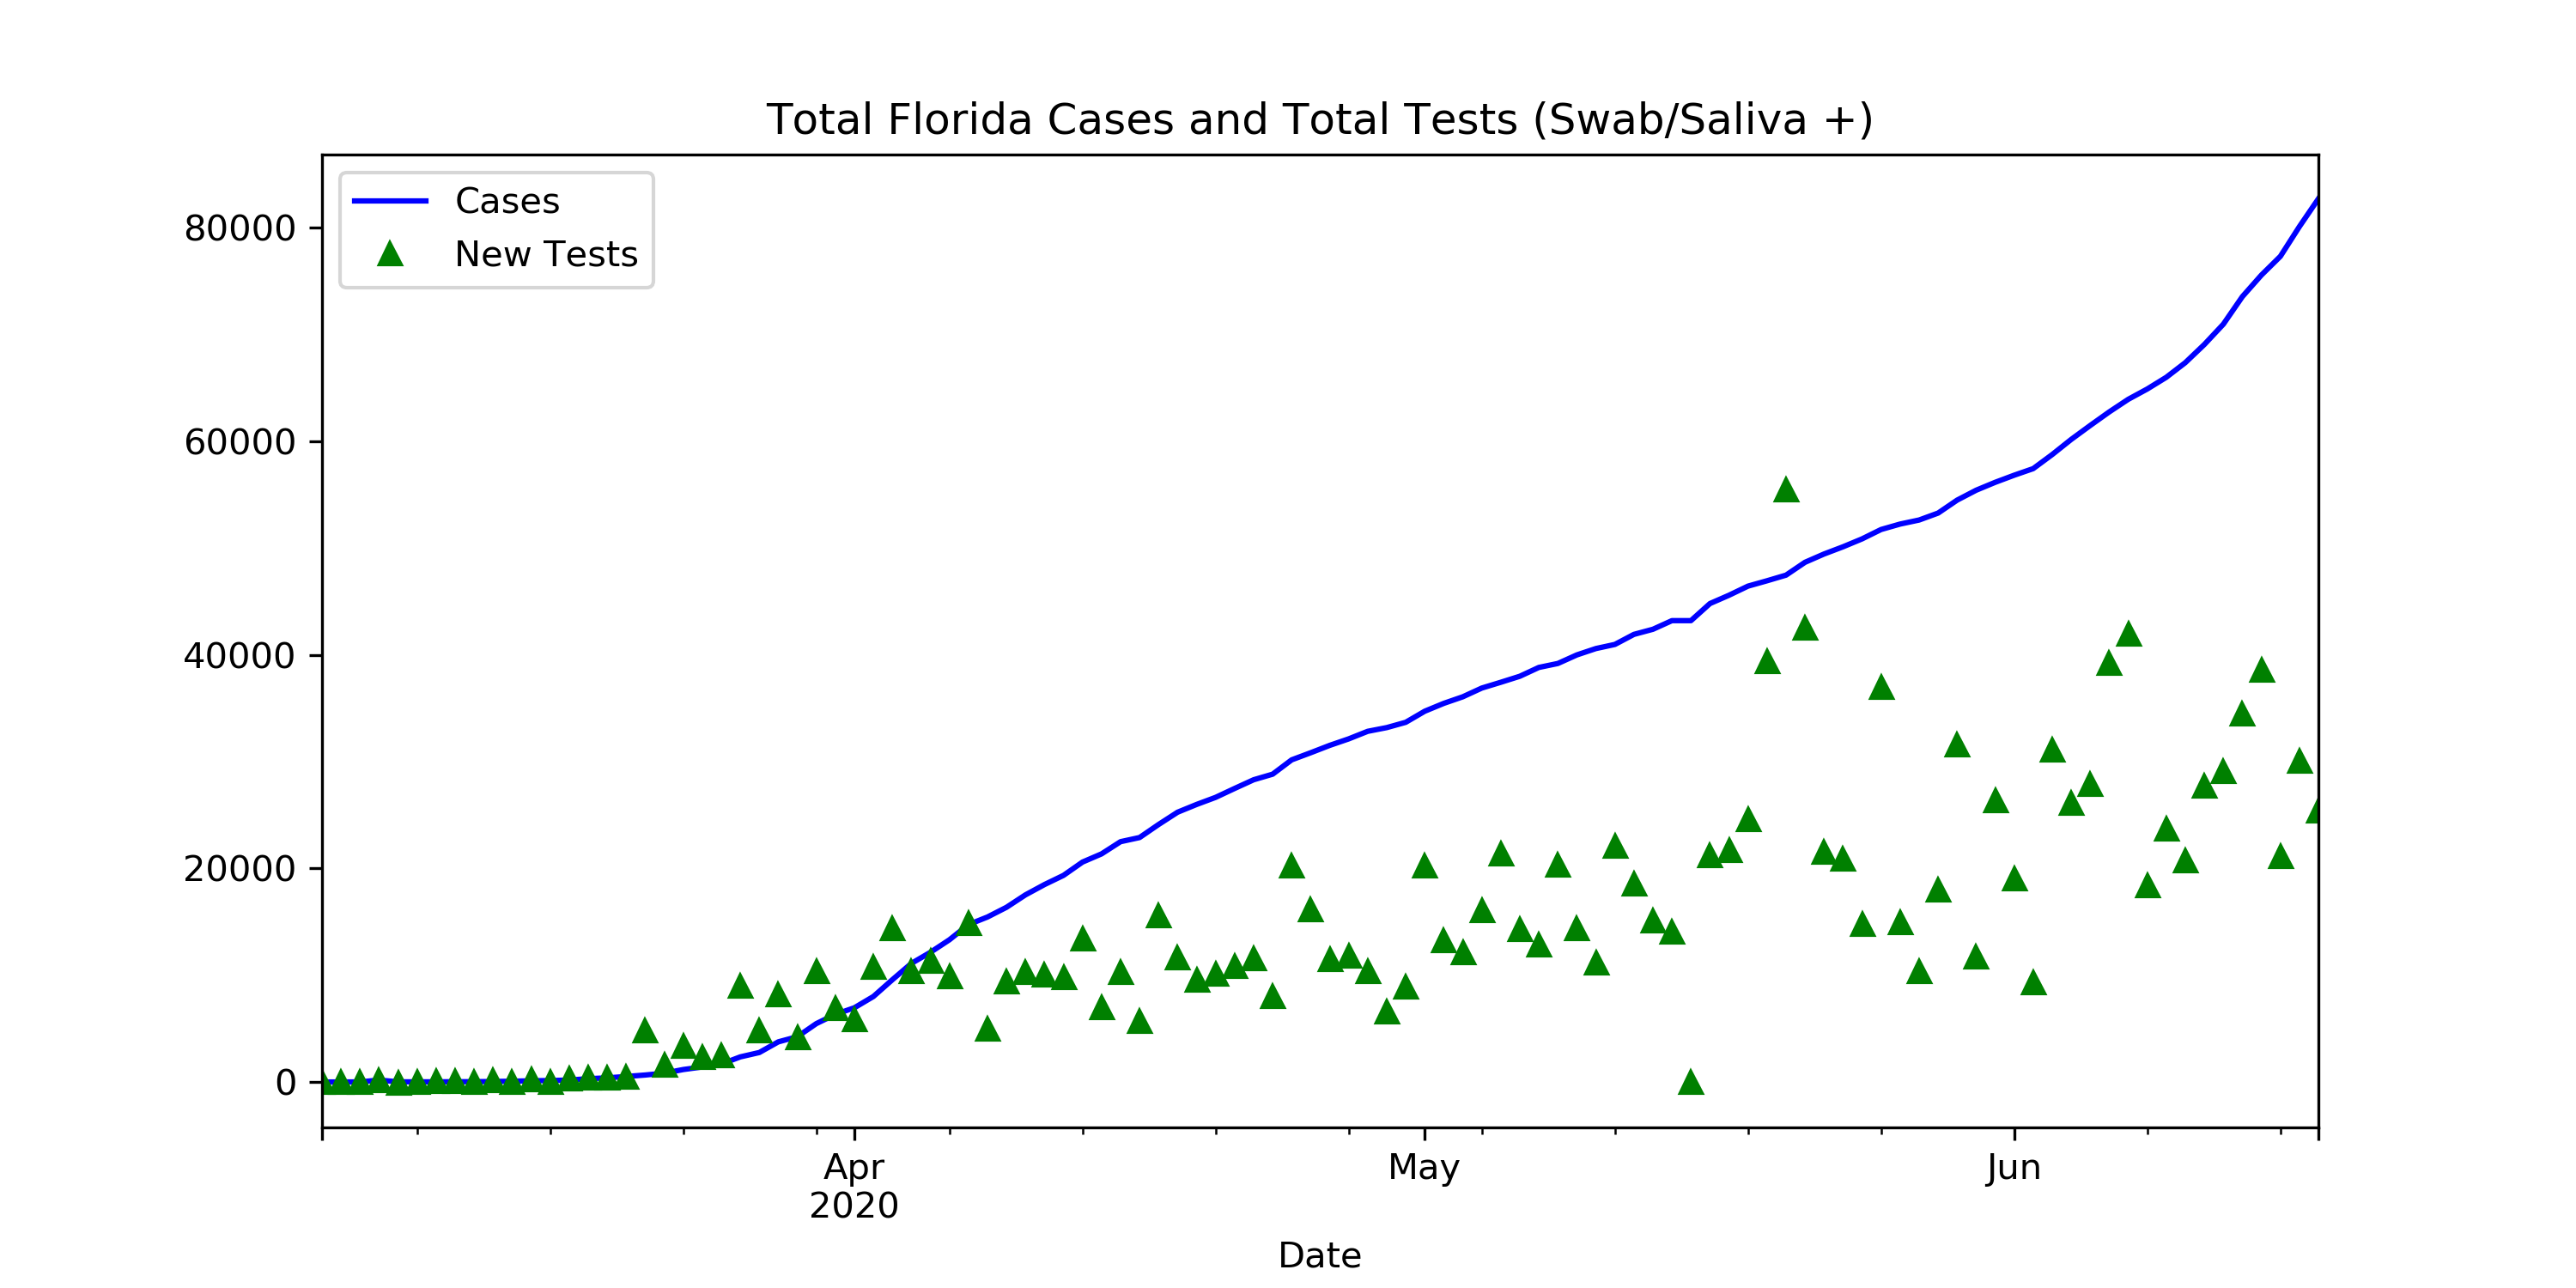 Total Florida Cases and Total Tests (Swab/Saliva +)
Cases
New Tests
80000
60000
40000
20000
0
Apr
2020
May
Jun
Date